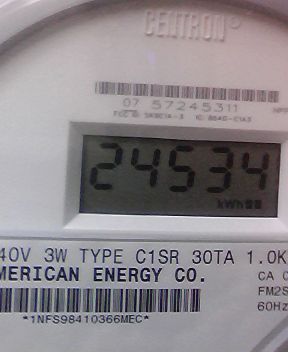 CENTRON®
07 57245311
24534
kWh
40V 3W TYPE C1SR 30TA 1.0K
MERICAN ENERGY CO.
CA
FM2S
60Hz
*1NFS98410366MEC*